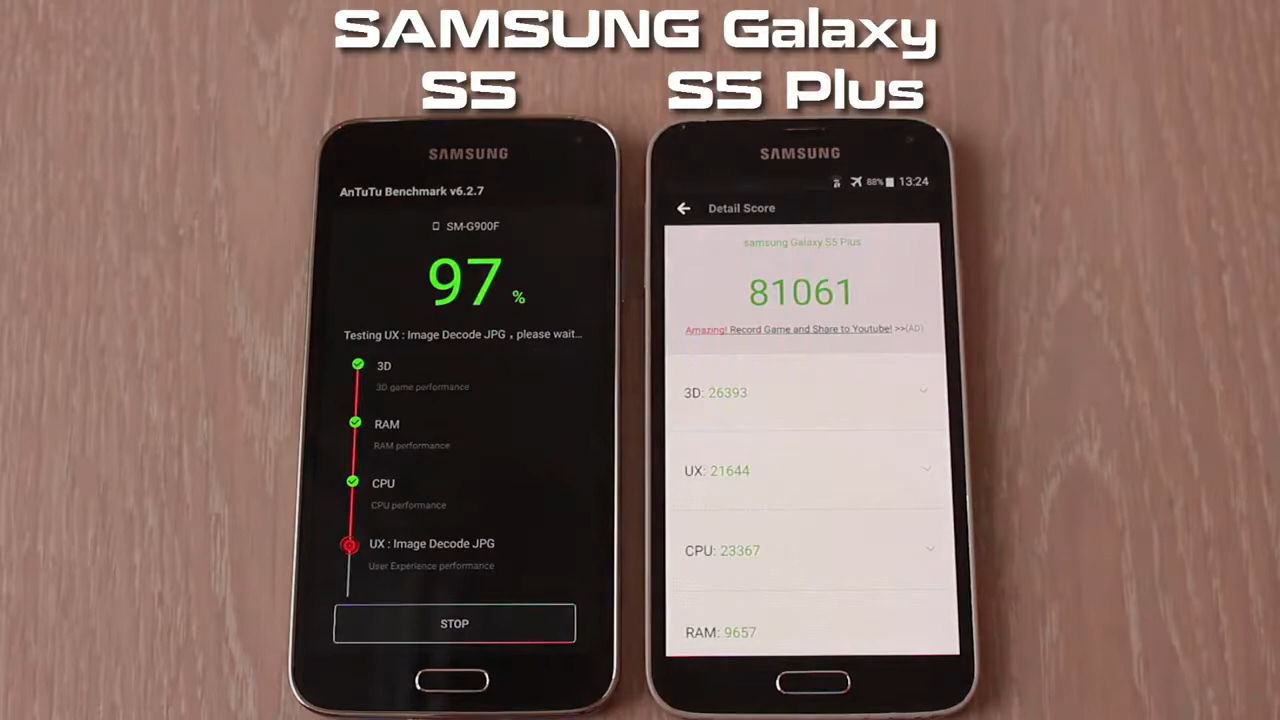 SAMSUNG Galaxy
S5
S5 Plus
SAMSUNG
AnTuTu Benchmark v6.2.7
SM-G900F
97 %
Testing UX : Image Decode JPG , please wait...
3D
3D game performance
RAM
RAM performance
CPU
CPU performance
UX : Image Decode JPG
User Experience performance
STOP
SAMSUNG
88% 13:24
Detail Score
samsung Galaxy S5 Plus
81061
Amazing! Record Game and Share to Youtube! >>(AD)
3D: 26393
UX: 21644
CPU: 23367
RAM: 9657